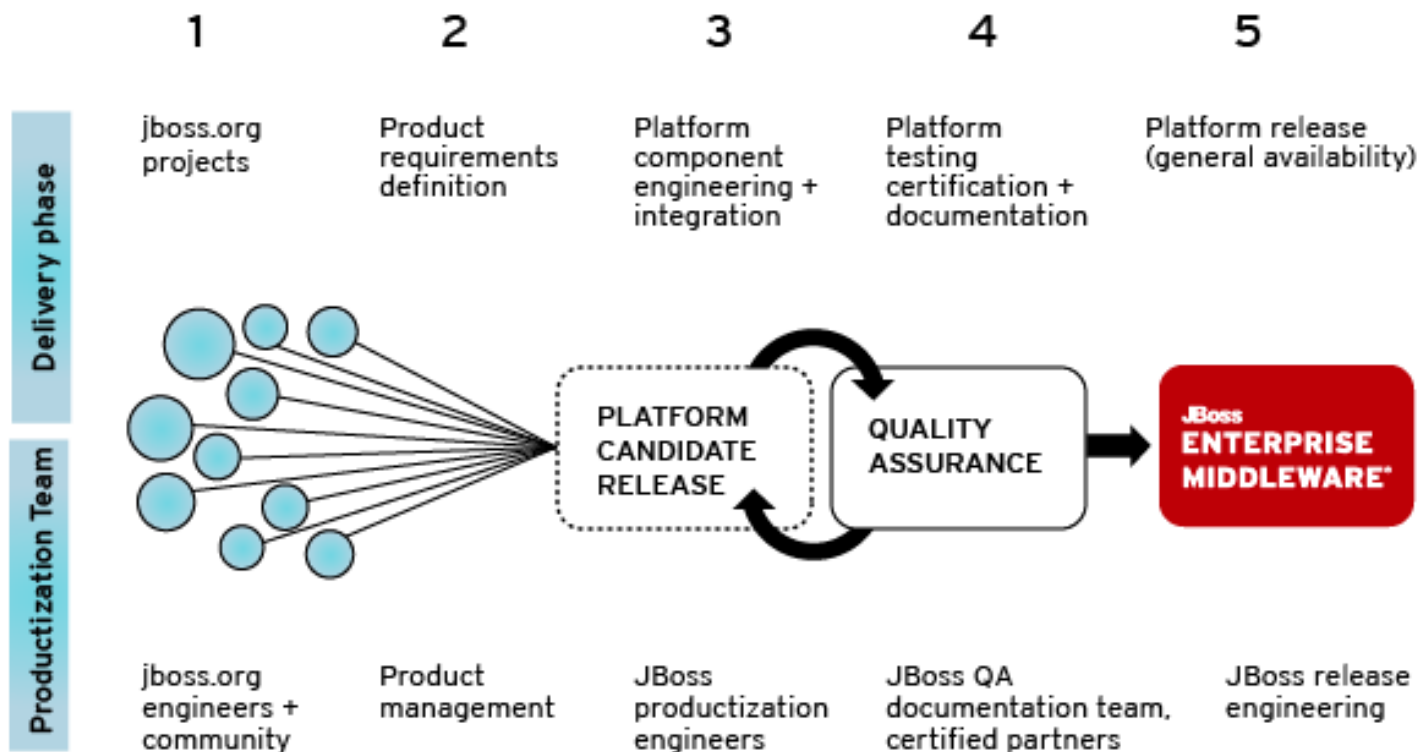 1
2
3
4
5
Delivery phase
jboss.org
projects
Product
requirements
definition
Platform
component
engineering +
integration
Platform
testing
certification +
documentation
Platform release
(general availability)
PLATFORM
CANDIDATE
RELEASE
QUALITY
ASSURANCE
JBoss
ENTERPRISE
MIDDLEWARE
Productization Team
jboss.org
engineers +
community
Product
management
JBoss
productization
engineers
JBoss QA
documentation team,
certified partners
JBoss release
engineering